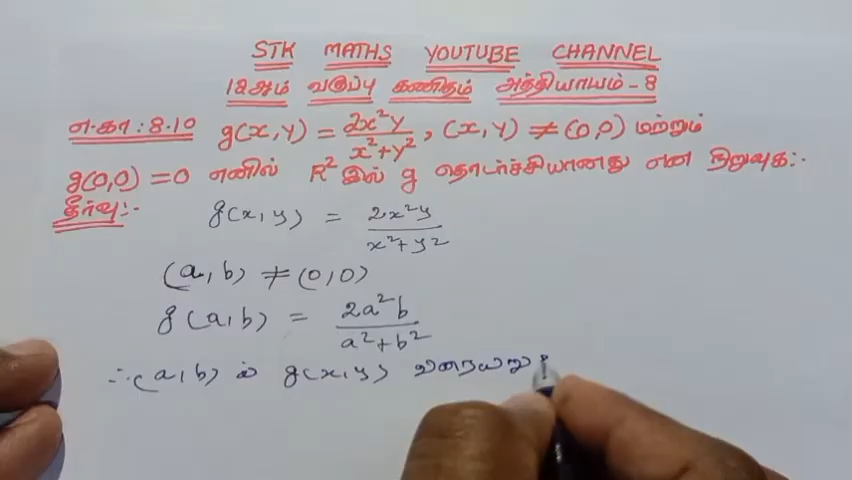 STK MATHS YOUTUBE CHANNEL
12ஆம் வகுப்பு கணிதம் அத்தியாயம் - 8
எ.கா : 8.10 g(x,y) = 2x²y / x²+y² , (x,y) ≠ (0,0) மற்றும்
g(0,0) = 0 எனில் R² இல் g தொடர்ச்சியானது என நிறுவுக:-
தீர்வு:-
g(x,y) = 2x²y / x²+y²
(a,b) ≠ (0,0)
g(a,b) = 2a²b / a²+b²
∴ (a,b) ல் g(x,y) வரையறு